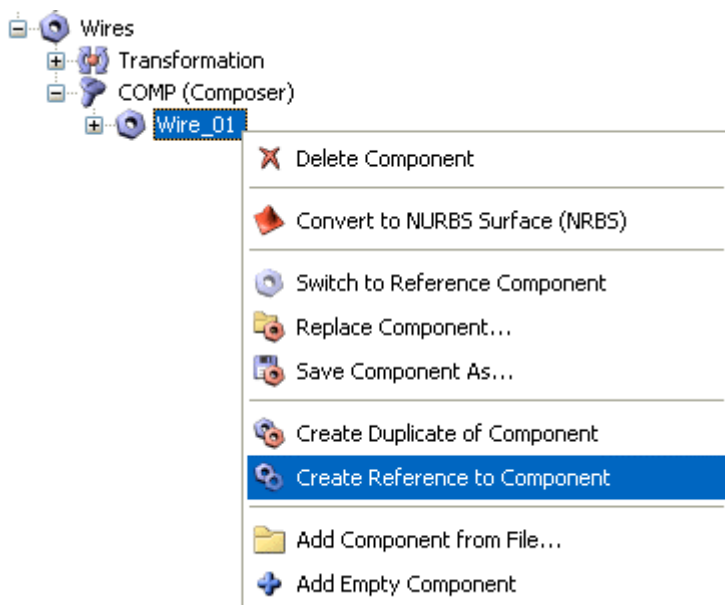 Wires
Transformation
COMP (Composer)
Wire_01
Delete Component
Convert to NURBS Surface (NRBS)
Switch to Reference Component
Replace Component...
Save Component As...
Create Duplicate of Component
Create Reference to Component
Add Component from File...
Add Empty Component